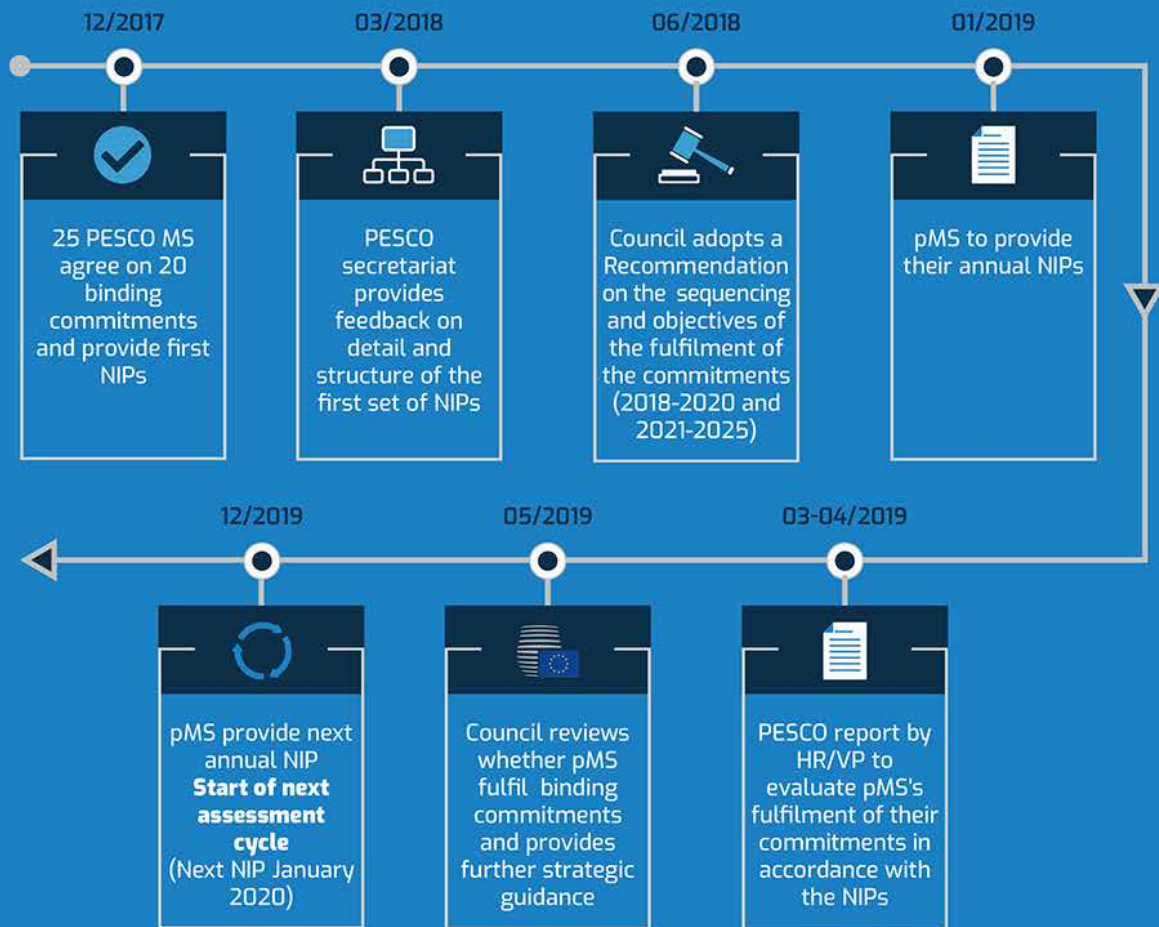 12/2017
25 PESCO MS
agree on 20
binding
commitments
and provide first
NIPs
03/2018
PESCO
secretariat
provides
feedback on
detail and
structure of the
first set of NIPs
06/2018
Council adopts a
Recommendation
on the sequencing
and objectives of
the fulfilment of
the commitments
(2018-2020 and
2021-2025)
01/2019
pMS to provide
their annual NIPs
03-04/2019
PESCO report by
HR/VP to
evaluate pMS's
fulfilment of their
commitments in
accordance with
the NIPs
05/2019
Council reviews
whether pMS
fulfil binding
commitments
and provides
further strategic
guidance
12/2019
pMS provide next
annual NIP
Start of next
assessment
cycle
(Next NIP January
2020)